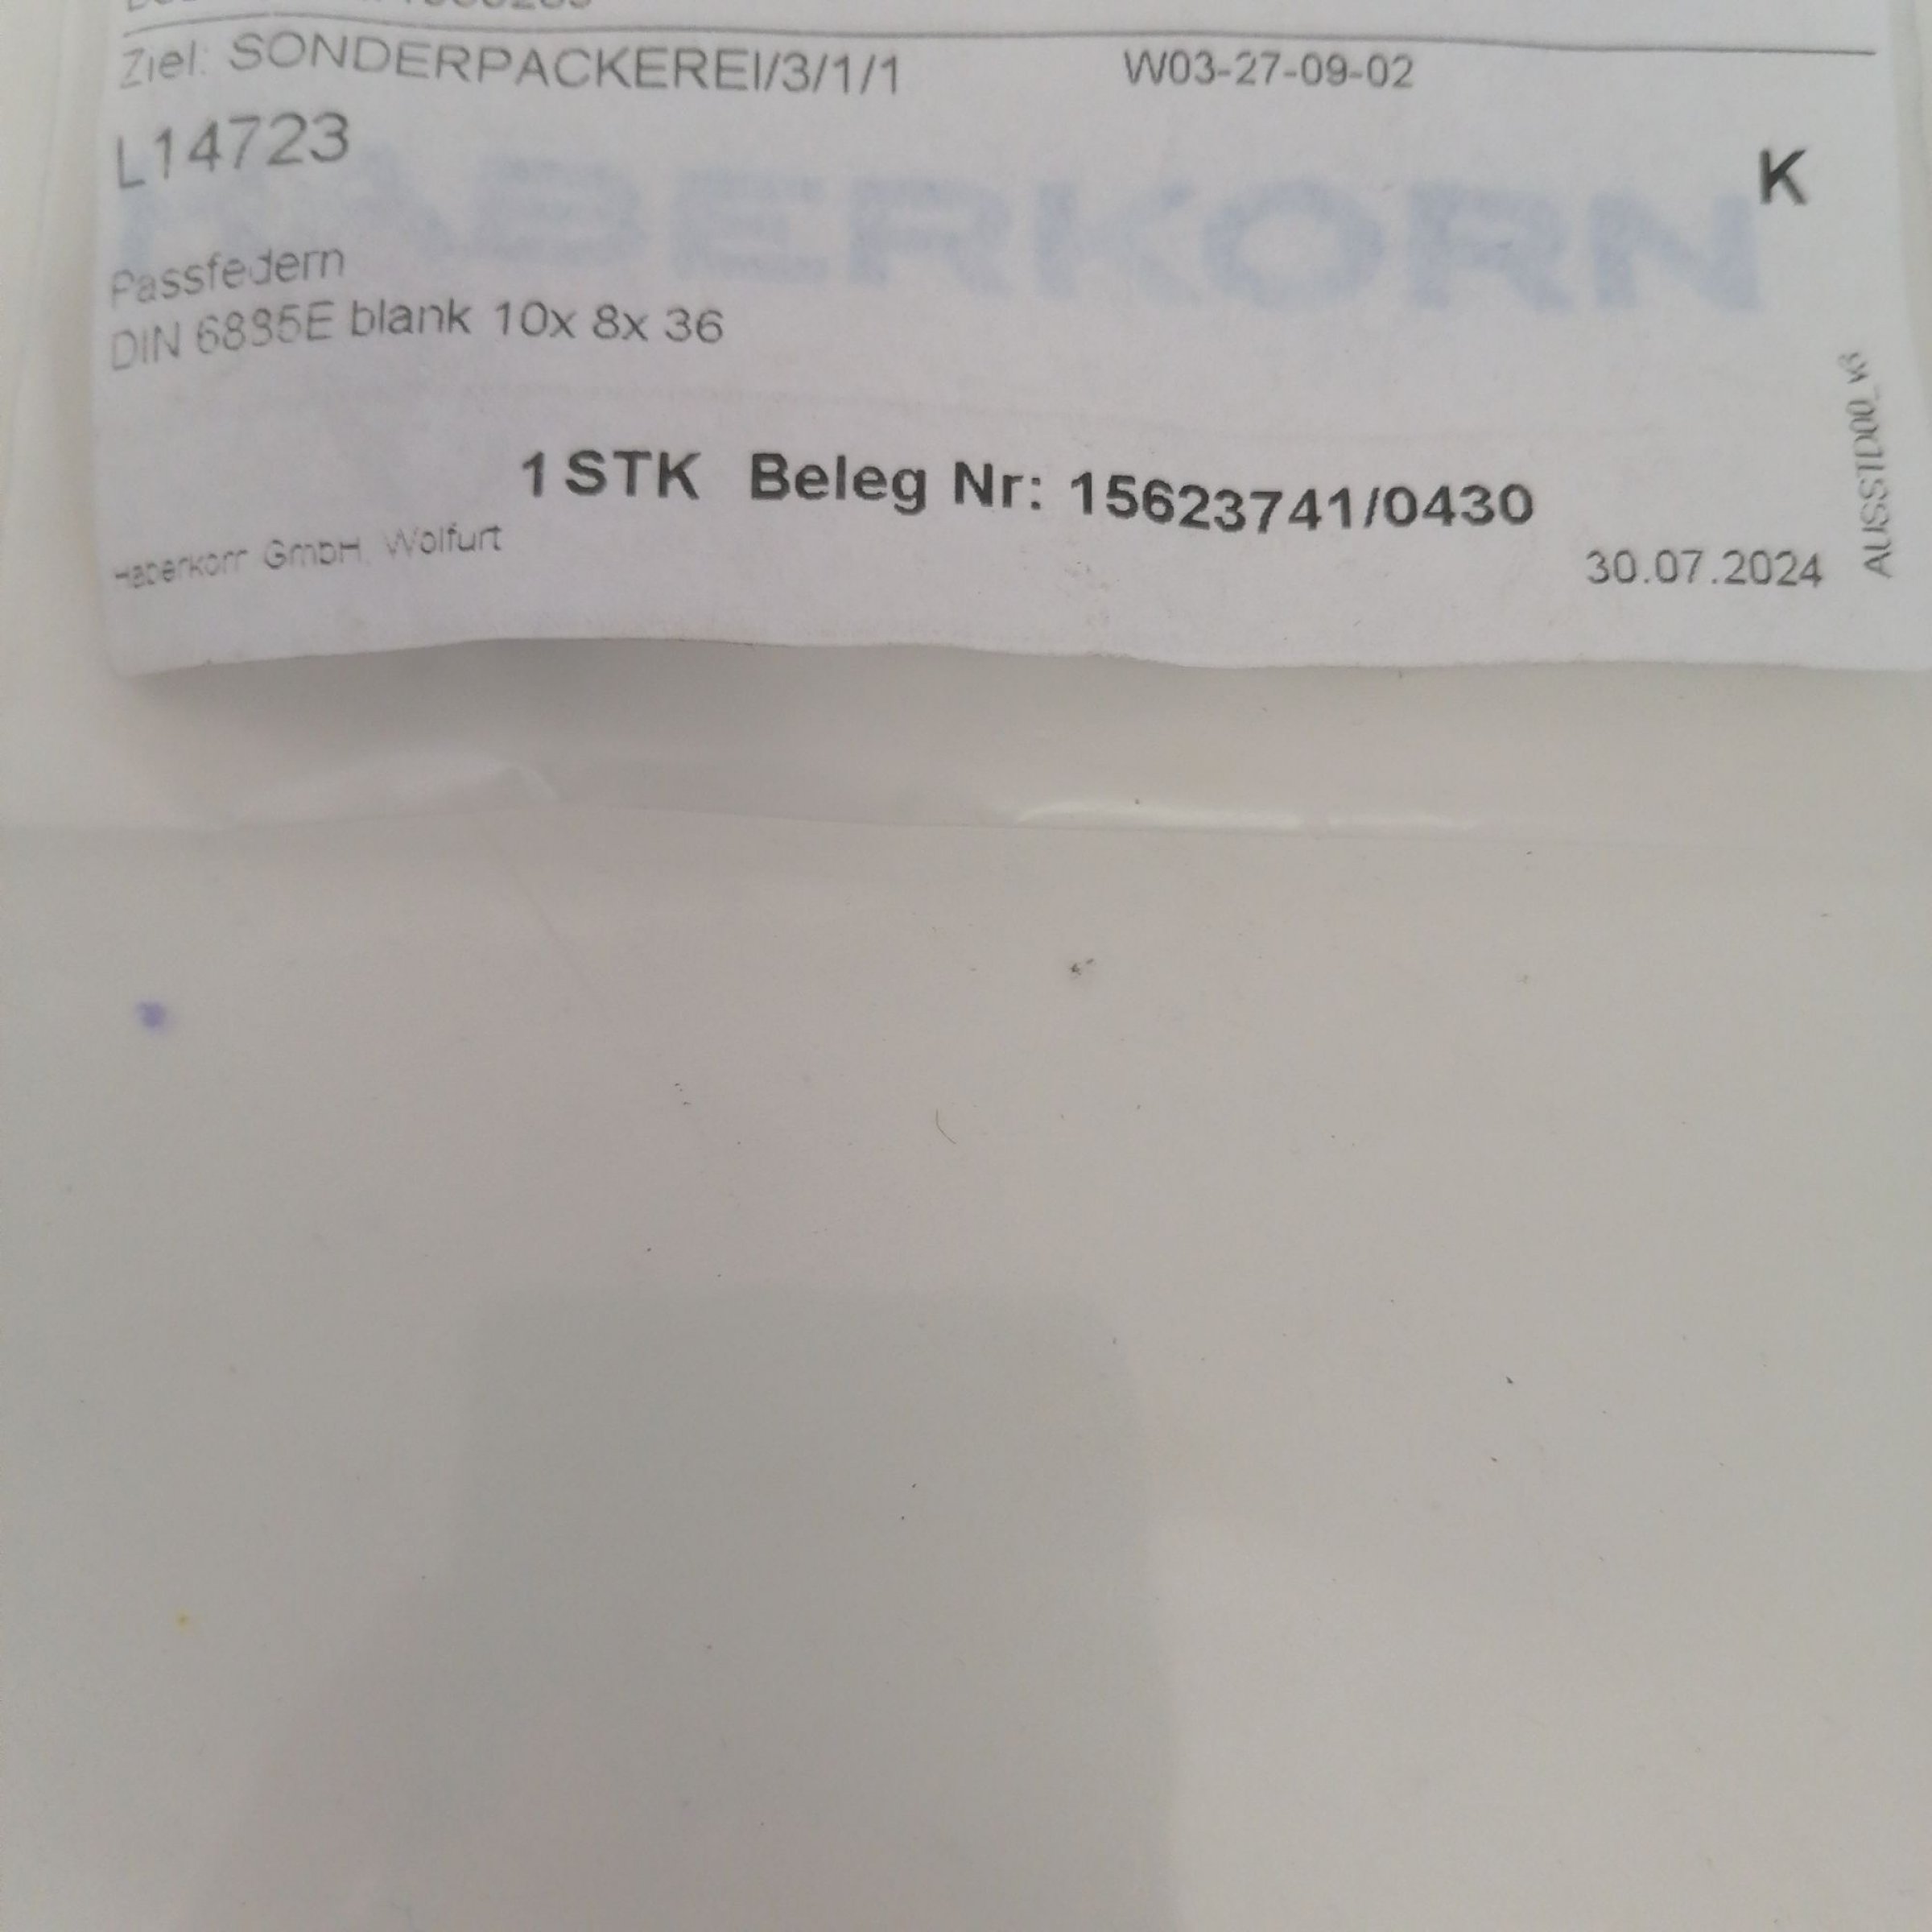 Ziel: SONDERPACKEREI/3/1/1 W03-27-09-02
L14723
K
HABERKORN
Passfedern
DIN 6885E blank 10x 8x 36
1 STK Beleg Nr: 15623741/0430
Haberkorn GmbH, Wolfurt
30.07.2024
AUSSTD00_V3